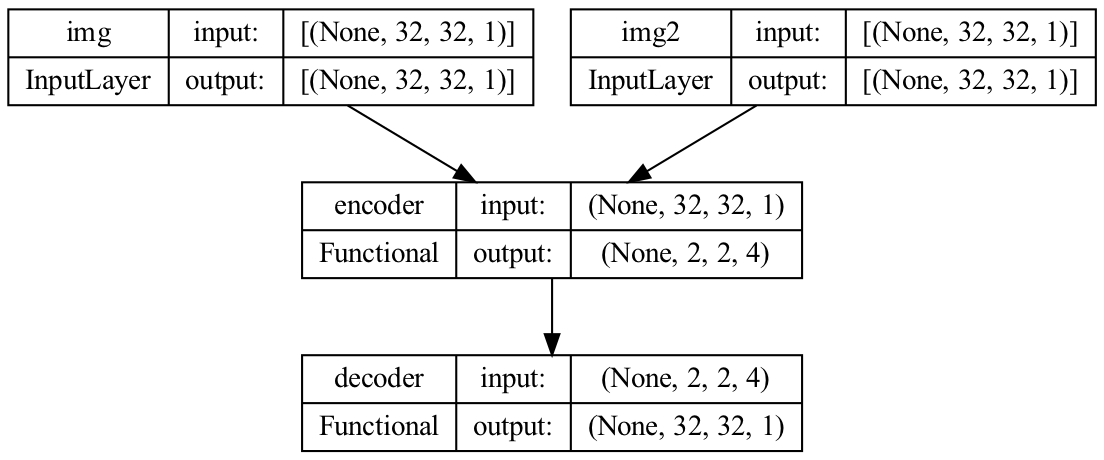 img input: [(None, 32, 32, 1)]
InputLayer output: [(None, 32, 32, 1)]
img2 input: [(None, 32, 32, 1)]
InputLayer output: [(None, 32, 32, 1)]
encoder input: (None, 32, 32, 1)
Functional output: (None, 2, 2, 4)
decoder input: (None, 2, 2, 4)
Functional output: (None, 32, 32, 1)